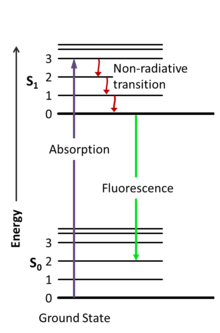 3
2
1
0
S1
Non-radiative
transition
Absorption
Fluorescence
Energy
3
2
1
0
S0
Ground State